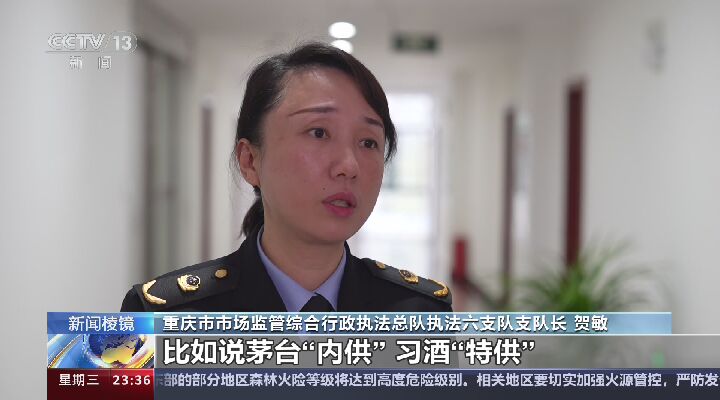 CCTV 13
新闻
新闻棱镜
重庆市市场监管综合行政执法总队执法六支队支队长 贺敏
比如说茅台“内供” 习酒“特供”
星期三 23:36 东部的部分地区森林火险等级将达到高度危险级别。相关地区要切实加强火源管控，严防发